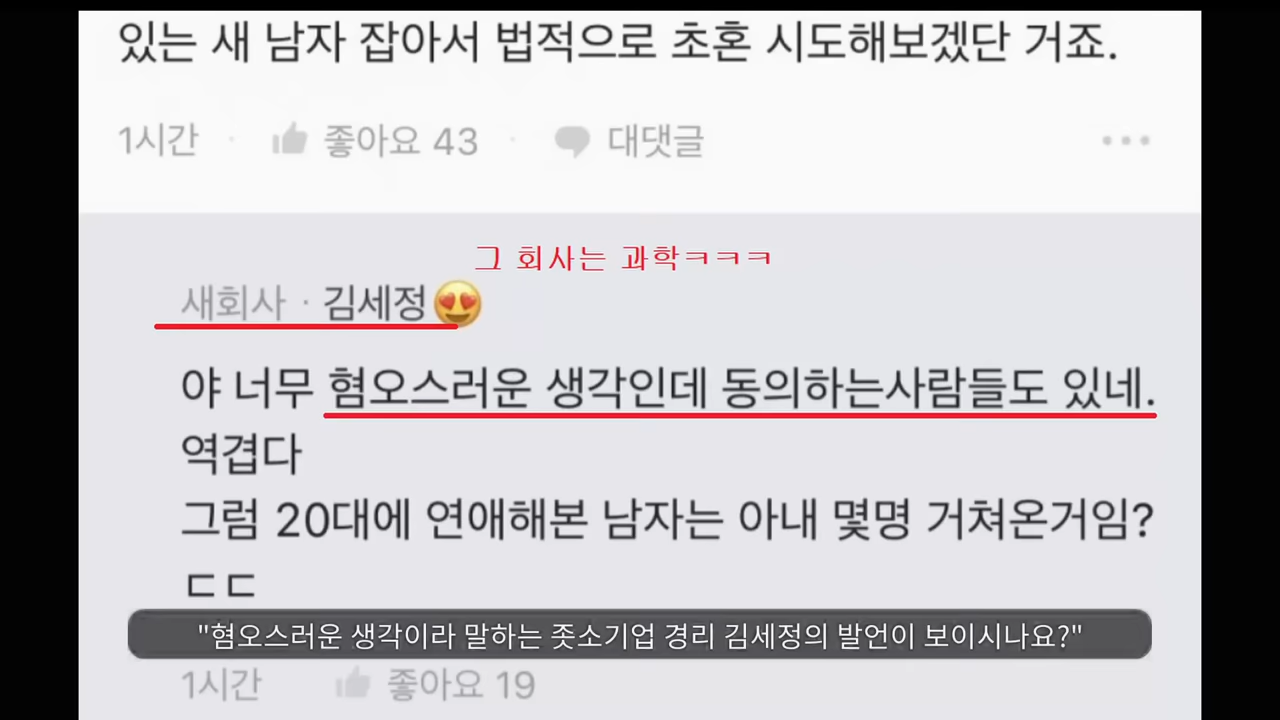 있는 새 남자 잡아서 법적으로 초혼 시도해보겠단 거죠.
1시간 · 좋아요 43 · 대댓글
그 회사는 과학ㅋㅋㅋ
새회사 · 김세정😍
야 너무 혐오스러운 생각인데 동의하는사람들도 있네.
역겹다
그럼 20대에 연애해본 남자는 아내 몇명 거쳐온거임?
ㄷㄷ
"혐오스러운 생각이라 말하는 좃소기업 경리 김세정의 발언이 보이시나요?"
1시간 좋아요 19